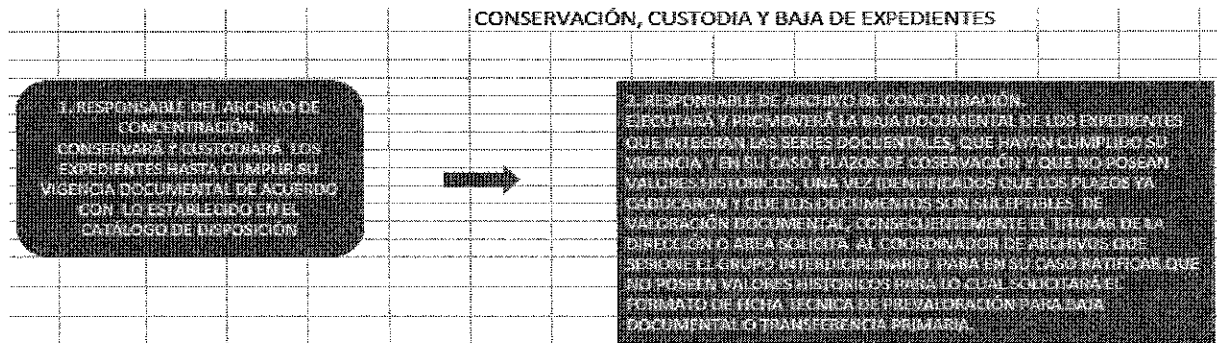 CONSERVACIÓN, CUSTODIA Y BAJA DE EXPEDIENTES
1. RESPONSABLE DEL ARCHIVO DE
CONCENTRACIÓN.
CONSERVARÁ Y CUSTODIARÁ LOS
EXPEDIENTES HASTA CUMPLIR SU
VIGENCIA DOCUMENTAL DE ACUERDO
CON LO ESTABLECIDO EN EL
CATÁLOGO DE DISPOSICIÓN
2. RESPONSABLE DE ARCHIVO DE CONCENTRACIÓN.
EJECUTARÁ Y PROMOVERÁ LA BAJA DOCUMENTAL DE LOS EXPEDIENTES
QUE INTEGRAN LAS SERIES DOCUENTALES, QUE HAYAN CUMPLIDO SU
VIGENCIA Y EN SU CASO, PLAZOS DE COSERVACIÓN Y QUE NO POSEAN
VALORES HISTÓRICOS, UNA VEZ IDENTIFICADOS QUE LOS PLAZOS YA
CADUCARON Y QUE LOS DOCUMENTOS SON SUCEPTIBLES DE
VALORACIÓN DOCUMENTAL, CONSECUENTEMENTE EL TITULAR DE LA
DIRECCIÓN O AREA SOLICITA AL COORDINADOR DE ARCHIVOS QUE
SESIONE EL GRUPO INTERDICIPLINARIO, PARA EN SU CASO RATIFICAR QUE
NO POSEEN VALORES HISTÓRICOS PARA LO CUAL SOLICITARÁ EL
FORMATO DE FICHA TÉCNICA DE PREVALORACIÓN PARA BAJA
DOCUMENTAL O TRANSFERENCIA PRIMARIA.